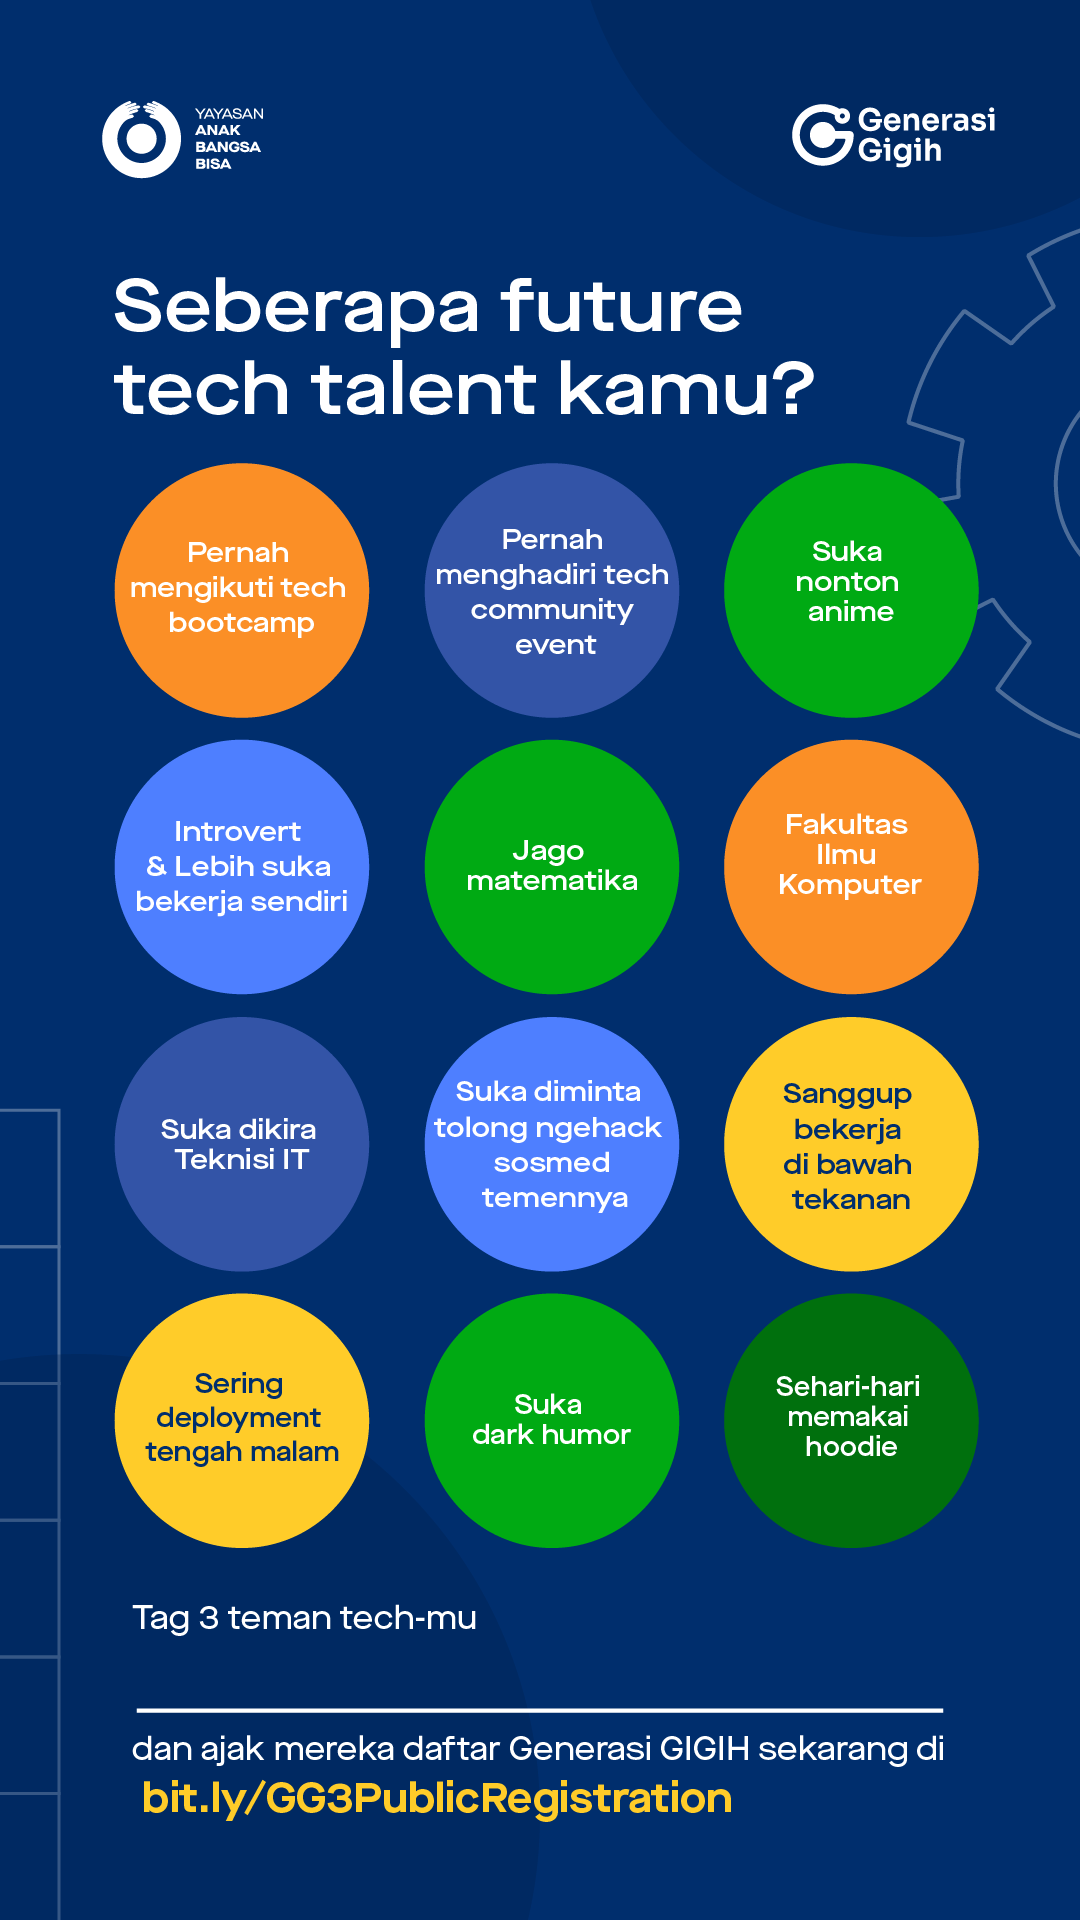 YAYASAN
ANAK
BANGSA
BISA
Generasi
Gigih
Seberapa future
tech talent kamu?
Pernah
mengikuti tech
bootcamp
Pernah
menghadiri tech
community
event
Suka
nonton
anime
Introvert
& Lebih suka
bekerja sendiri
Jago
matematika
Fakultas
Ilmu
Komputer
Suka dikira
Teknisi IT
Suka diminta
tolong ngehack
sosmed
temennya
Sanggup
bekerja
di bawah
tekanan
Sering
deployment
tengah malam
Suka
dark humor
Sehari-hari
memakai
hoodie
Tag 3 teman tech-mu
dan ajak mereka daftar Generasi GIGIH sekarang di
bit.ly/GG3PublicRegistration